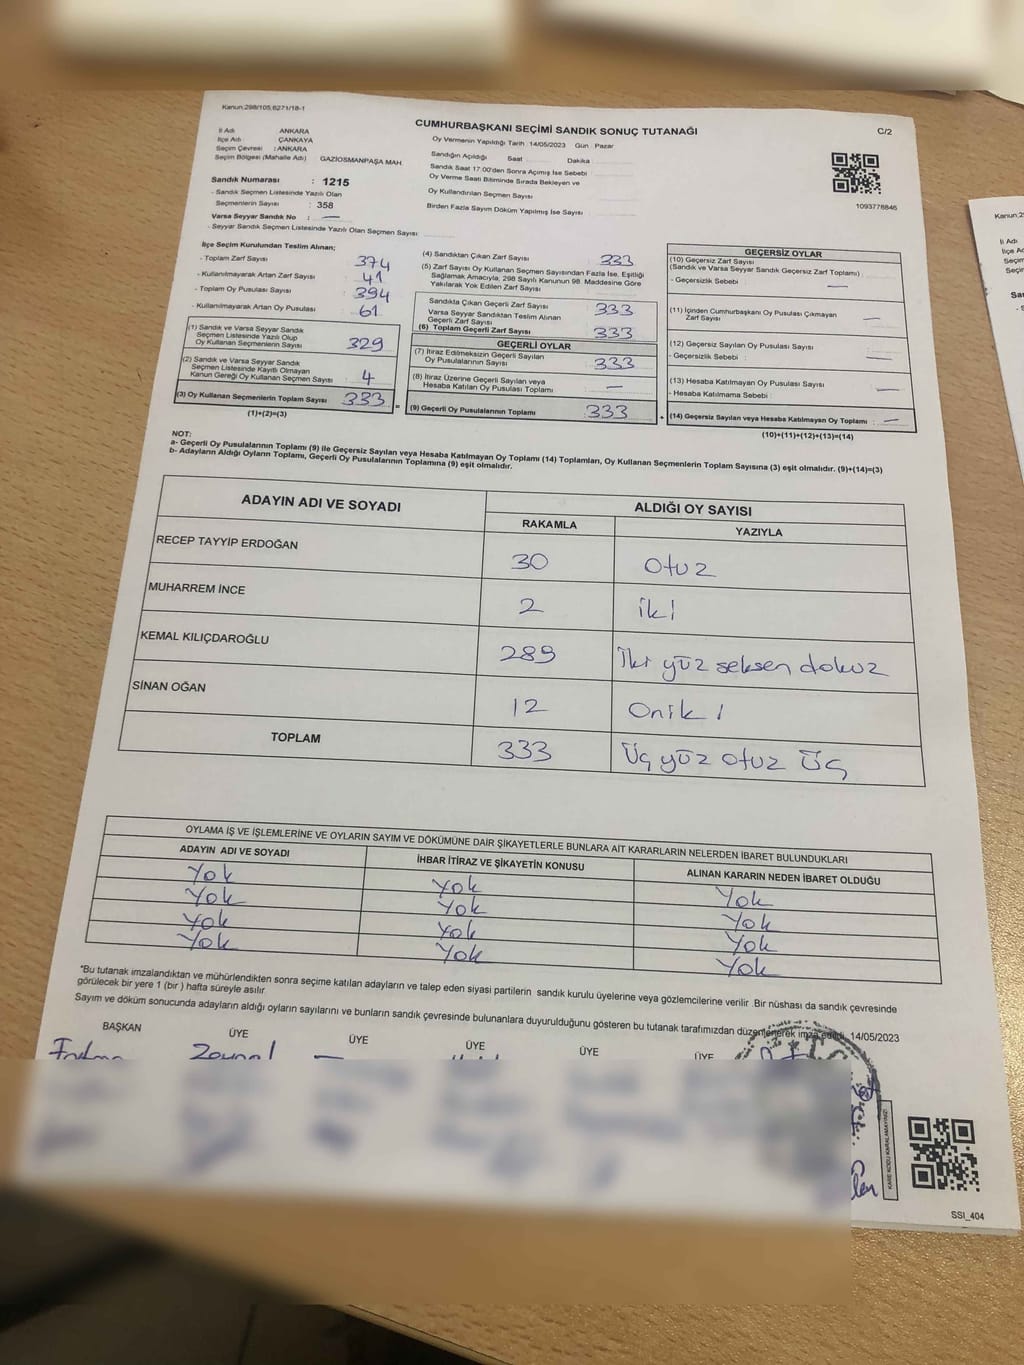 Kanun:298/105,6271/18-1
CUMHURBAŞKANI SEÇİMİ SANDIK SONUÇ TUTANAĞI
C/2
İl Adı : ANKARA
İlçe Adı : ÇANKAYA
Seçim Çevresi : ANKARA
Seçim Bölgesi (Mahalle Adı) GAZİOSMANPAŞA MAH.
Sandık Numarası : 1215
- Sandık Seçmen Listesinde Yazılı Olan
Seçmenlerin Sayısı : 358
Varsa Seyyar Sandık No : —
- Seyyar Sandık Seçmen Listesinde Yazılı Olan Seçmen Sayısı:
Oy Vermenin Yapıldığı Tarih : 14/05/2023 Gün : Pazar
Sandığın Açıldığı Saat Dakika
Sandık Saat 17:00'den Sonra Açımış İse Sebebi
Oy Verme Saati Bitiminde Sırada Bekleyen ve
Oy Kullandırılan Seçmen Sayısı
Birden Fazla Sayım Döküm Yapılmış İse Sayısı :
1093778846
İlçe Seçim Kurulundan Teslim Alınan;
- Toplam Zarf Sayısı : 374
- Kullanılmayarak Artan Zarf Sayısı : 41
- Toplam Oy Pusulası Sayısı : 394
- Kullanılmayarak Artan Oy Pusulası : 61
(1) Sandık ve Varsa Seyyar Sandık
Seçmen Listesinde Yazılı Olup
Oy Kullanan Seçmenlerin Sayısı : 329
(2) Sandık ve Varsa Seyyar Sandık
Seçmen Listesinde Kayıtlı Olmayan
Kanun Gereği Oy Kullanan Seçmen Sayısı : 4
(3) Oy Kullanan Seçmenlerin Toplam Sayısı : 333
(1)+(2)=(3)
(4) Sandıktan Çıkan Zarf Sayısı : 333
(5) Zarf Sayısı Oy Kullanan Seçmen Sayısından Fazla İse, Eşitliği
Sağlamak Amacıyla, 298 Sayılı Kanunun 98. Maddesine Göre
Yakılarak Yok Edilen Zarf Sayısı :
Sandıkta Çıkan Geçerli Zarf Sayısı : 333
Varsa Seyyar Sandıktan Teslim Alınan
Geçerli Zarf Sayısı
(6) Toplam Geçerli Zarf Sayısı : 333
GEÇERLİ OYLAR
(7) İtiraz Edilmeksizin Geçerli Sayılan
Oy Pusulalarının Sayısı : 333
(8) İtiraz Üzerine Geçerli Sayılan veya
Hesaba Katılan Oy Pusulası Toplamı : —
= (9) Geçerli Oy Pusulalarının Toplamı : 333
GEÇERSİZ OYLAR
(10) Geçersiz Zarf Sayısı
(Sandık ve Varsa Seyyar Sandık Geçersiz Zarf Toplamı) :
- Geçersizlik Sebebi : —
(11) İçinden Cumhurbaşkanı Oy Pusulası Çıkmayan
Zarf Sayısı : —
(12) Geçersiz Sayılan Oy Pusulası Sayısı :
- Geçersizlik Sebebi : —
(13) Hesaba Katılmayan Oy Pusulası Sayısı : —
- Hesaba Katılmama Sebebi :
+ (14) Geçersiz Sayılan veya Hesaba Katılmayan Oy Toplamı : —
(10)+(11)+(12)+(13)=(14)
NOT:
a- Geçerli Oy Pusulalarının Toplamı (9) ile Geçersiz Sayılan veya Hesaba Katılmayan Oy Toplamı (14) Toplamları, Oy Kullanan Seçmenlerin Toplam Sayısına (3) eşit olmalıdır. (9)+(14)=(3)
b- Adayların Aldığı Oyların Toplamı, Geçerli Oy Pusulalarının Toplamına (9) eşit olmalıdır.
ADAYIN ADI VE SOYADI ALDIĞI OY SAYISI
RAKAMLA YAZIYLA
RECEP TAYYİP ERDOĞAN 30 Otuz
MUHARREM İNCE 2 iki
KEMAL KILIÇDAROĞLU 289 İki yüz seksen dokuz
SİNAN OĞAN 12 Oniki
TOPLAM 333 Üç yüz otuz üç
OYLAMA İŞ VE İŞLEMLERİNE VE OYLARIN SAYIM VE DÖKÜMÜNE DAİR ŞİKAYETLERLE BUNLARA AİT KARARLARIN NELERDEN İBARET BULUNDUKLARI
ADAYIN ADI VE SOYADI İHBAR İTİRAZ VE ŞİKAYETİN KONUSU ALINAN KARARIN NEDEN İBARET OLDUĞU
Yok Yok Yok
Yok Yok Yok
Yok Yok Yok
Yok Yok Yok
"Bu tutanak imzalandıktan ve mühürlendikten sonra seçime katılan adayların ve talep eden siyasi partilerin sandık kurulu üyelerine veya gözlemcilerine verilir .Bir nüshası da sandık çevresinde
görülecek bir yere 1 (bir ) hafta süreyle asılır
Sayım ve döküm sonucunda adayların aldığı oyların sayılarını ve bunların sandık çevresinde bulunanlara duyurulduğunu gösteren bu tutanak tarafımızdan düzenlenerek imza edildi. 14/05/2023
BAŞKAN ÜYE ÜYE ÜYE ÜYE ÜYE
KARE KODU KARALAMAYINIZ!
SSI_404
Kanun:2
İl Adı